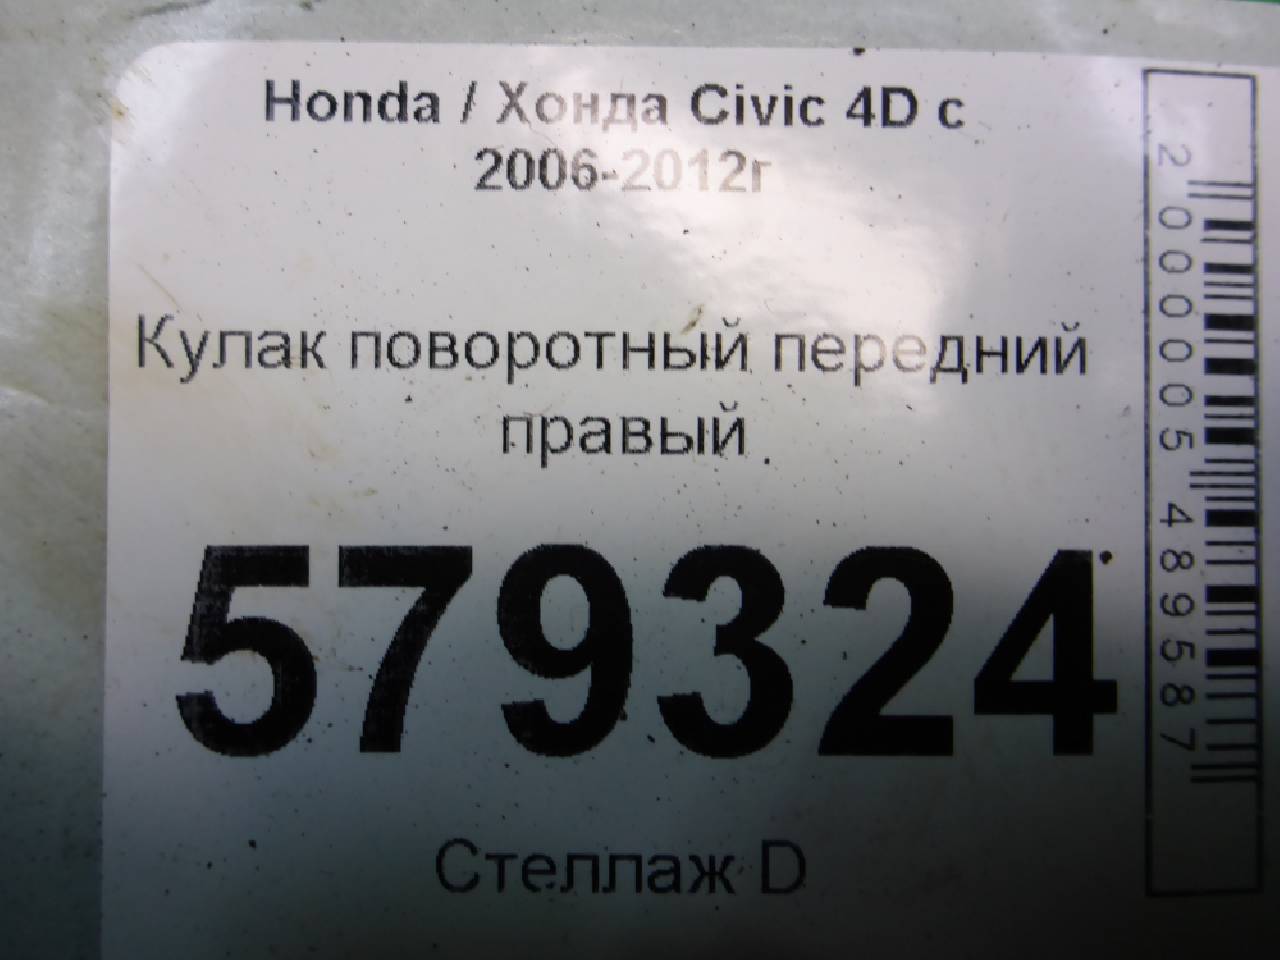 Honda / Хонда Civic 4D с
2006-2012г
Кулак поворотный передний
правый
579324
Стеллаж D
2000005489587